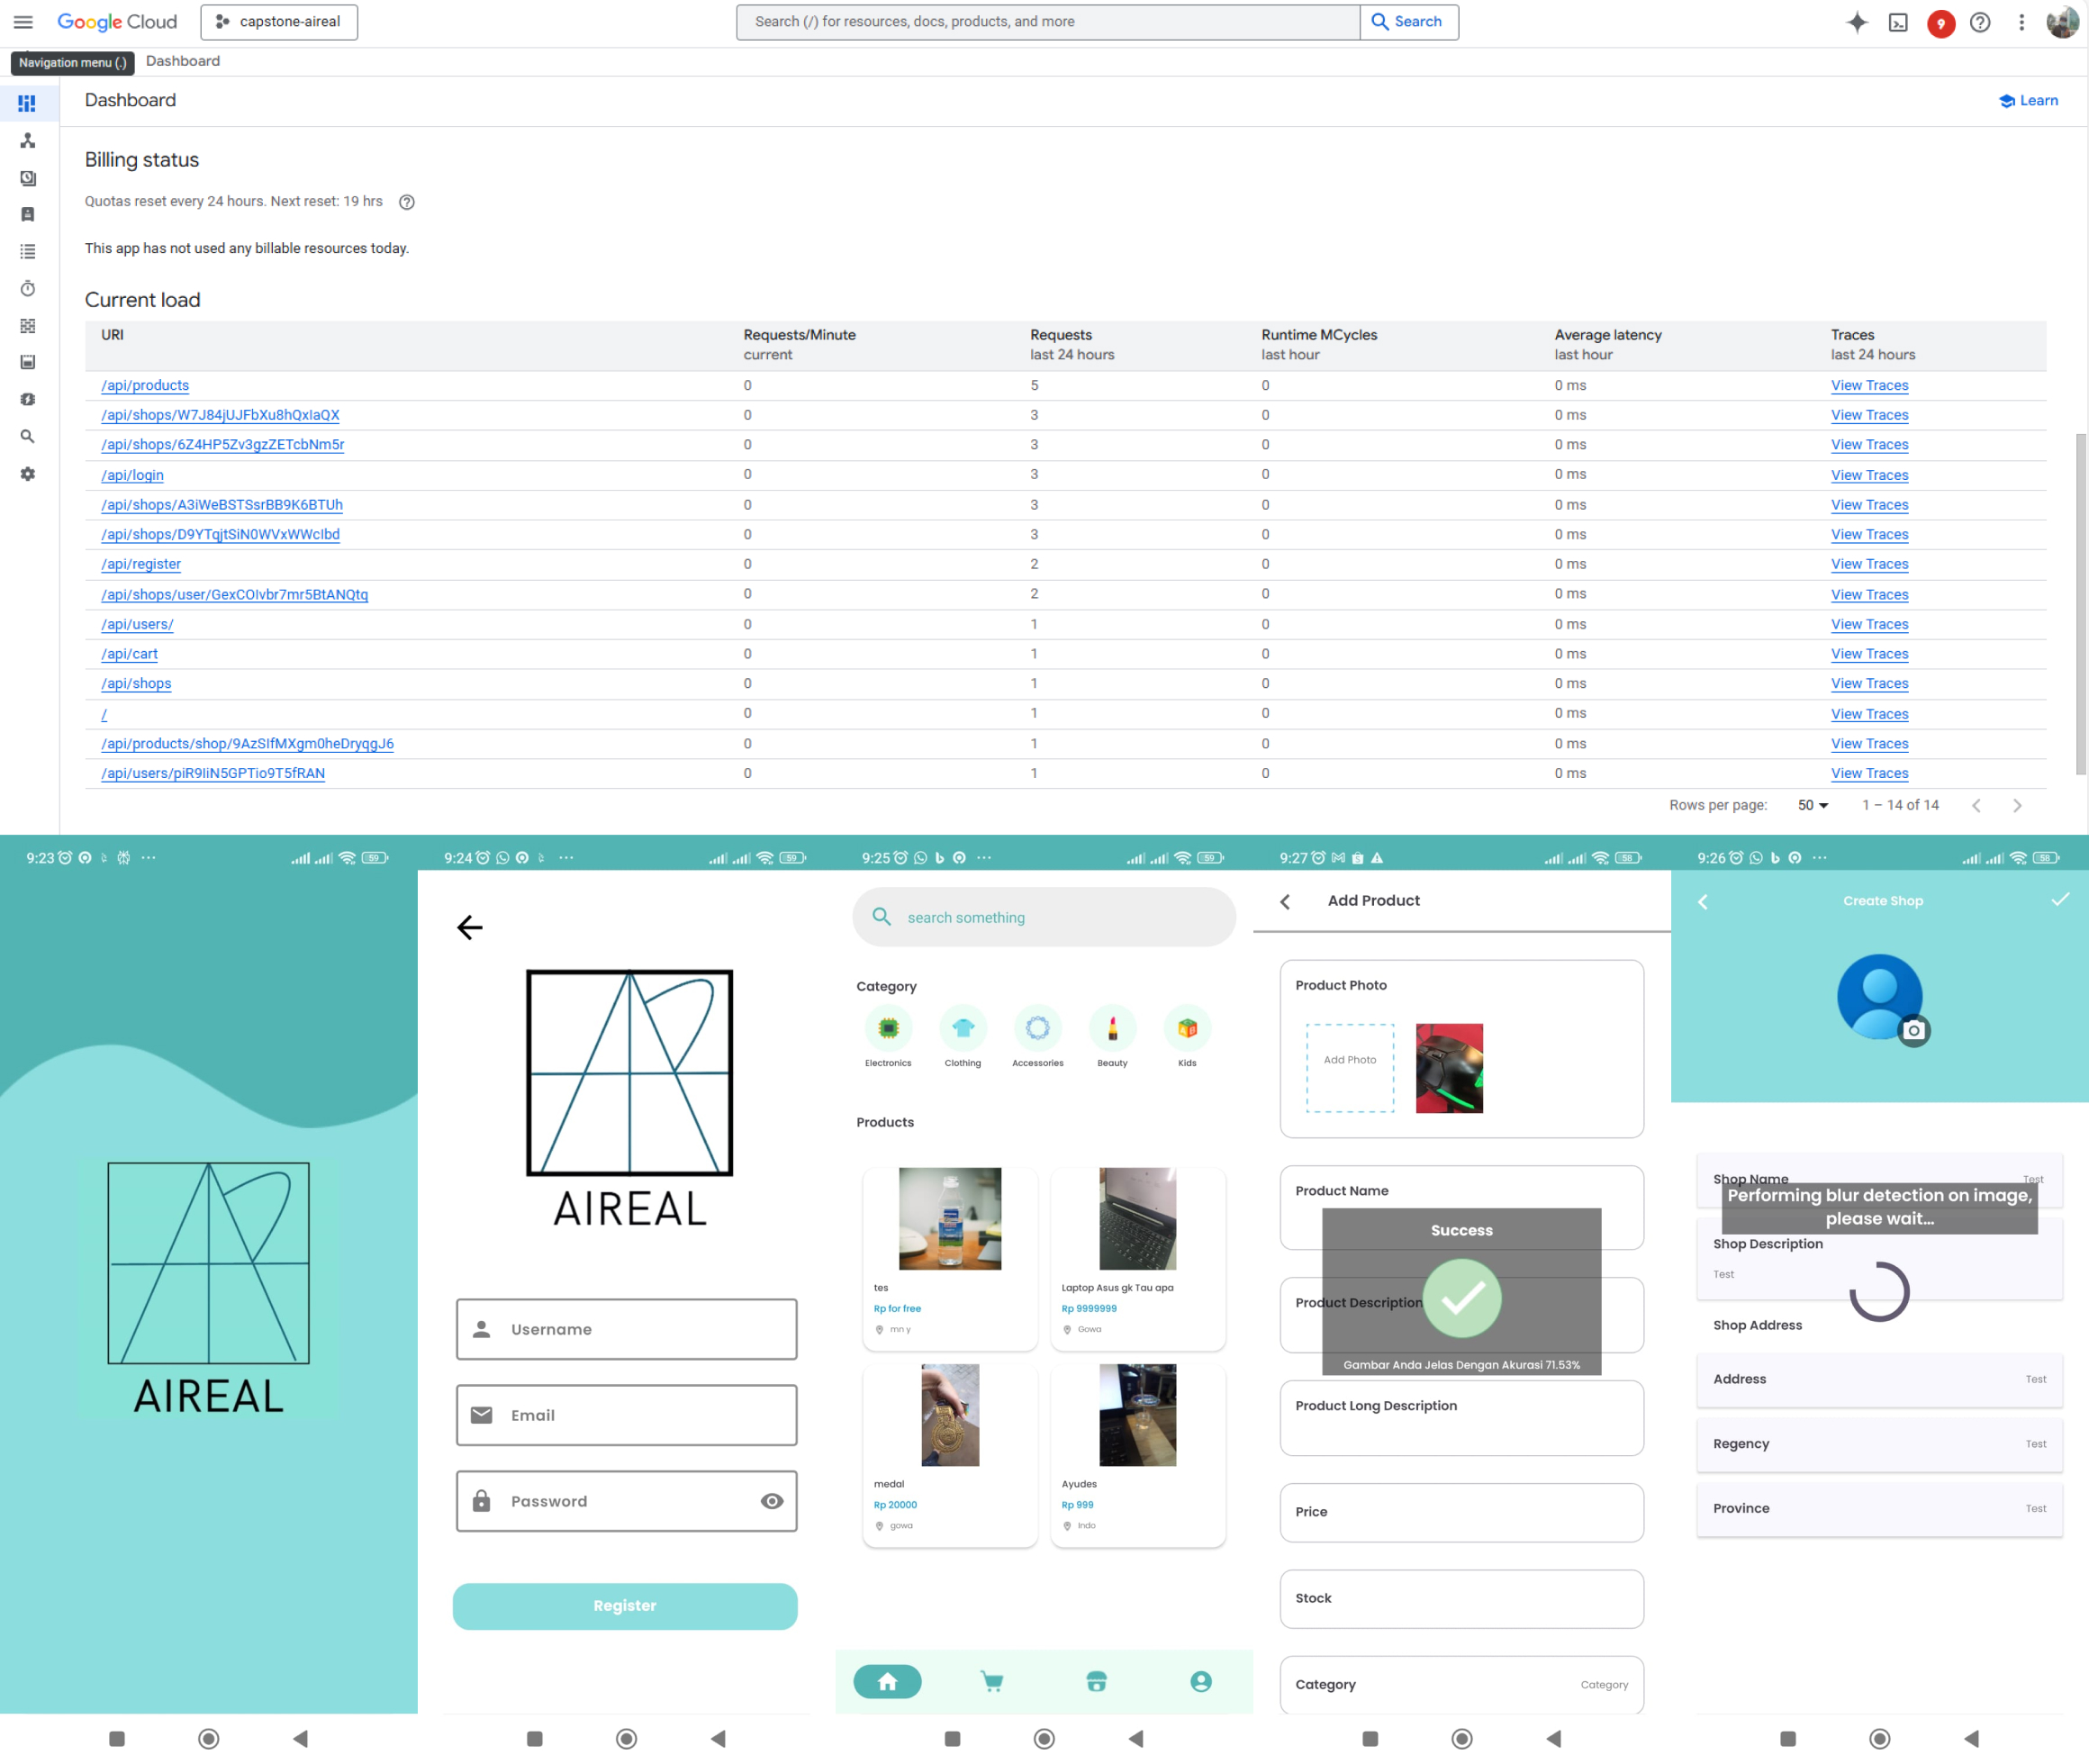 Google Cloud
capstone-aireal
Search (/) for resources, docs, products, and more
Search
9
Navigation menu (.)
Dashboard
Dashboard
Learn
Billing status
Quotas reset every 24 hours. Next reset: 19 hrs
This app has not used any billable resources today.
Current load
URI Requests/Minute Requests Runtime MCycles Average latency Traces
current last 24 hours last hour last hour last 24 hours
/api/products 0 5 0 0 ms View Traces
/api/shops/W7J84jUJFbXu8hQxIaQX 0 3 0 0 ms View Traces
/api/shops/6Z4HP5Zv3gzZETcbNm5r 0 3 0 0 ms View Traces
/api/login 0 3 0 0 ms View Traces
/api/shops/A3iWeBSTSsrBB9K6BTUh 0 3 0 0 ms View Traces
/api/shops/D9YTqjtSiN0WVxWWcIbd 0 3 0 0 ms View Traces
/api/register 0 2 0 0 ms View Traces
/api/shops/user/GexCOIvbr7mr5BtANQtq 0 2 0 0 ms View Traces
/api/users/ 0 1 0 0 ms View Traces
/api/cart 0 1 0 0 ms View Traces
/api/shops 0 1 0 0 ms View Traces
/ 0 1 0 0 ms View Traces
/api/products/shop/9AzSIfMXgm0heDryqgJ6 0 1 0 0 ms View Traces
/api/users/piR9IiN5GPTio9T5fRAN 0 1 0 0 ms View Traces
Rows per page: 50 1 – 14 of 14
9:23 59
AIREAL
9:24 59
AIREAL
Username
Email
Password
Register
9:25 59
search something
Category
Electronics Clothing Accessories Beauty Kids
Products
tes
Rp for free
mn y
Laptop Asus gk Tau apa
Rp 9999999
Gowa
medal
Rp 20000
gowa
Ayudes
Rp 999
Indo
9:27 58
Add Product
Product Photo
Add Photo
Product Name
Success
Product Description
Gambar Anda Jelas Dengan Akurasi 71.53%
Product Long Description
Price
Stock
Category Category
9:26 58
Create Shop
Shop Name Test
Performing blur detection on image,
please wait...
Shop Description
Test
Shop Address
Address Test
Regency Test
Province Test